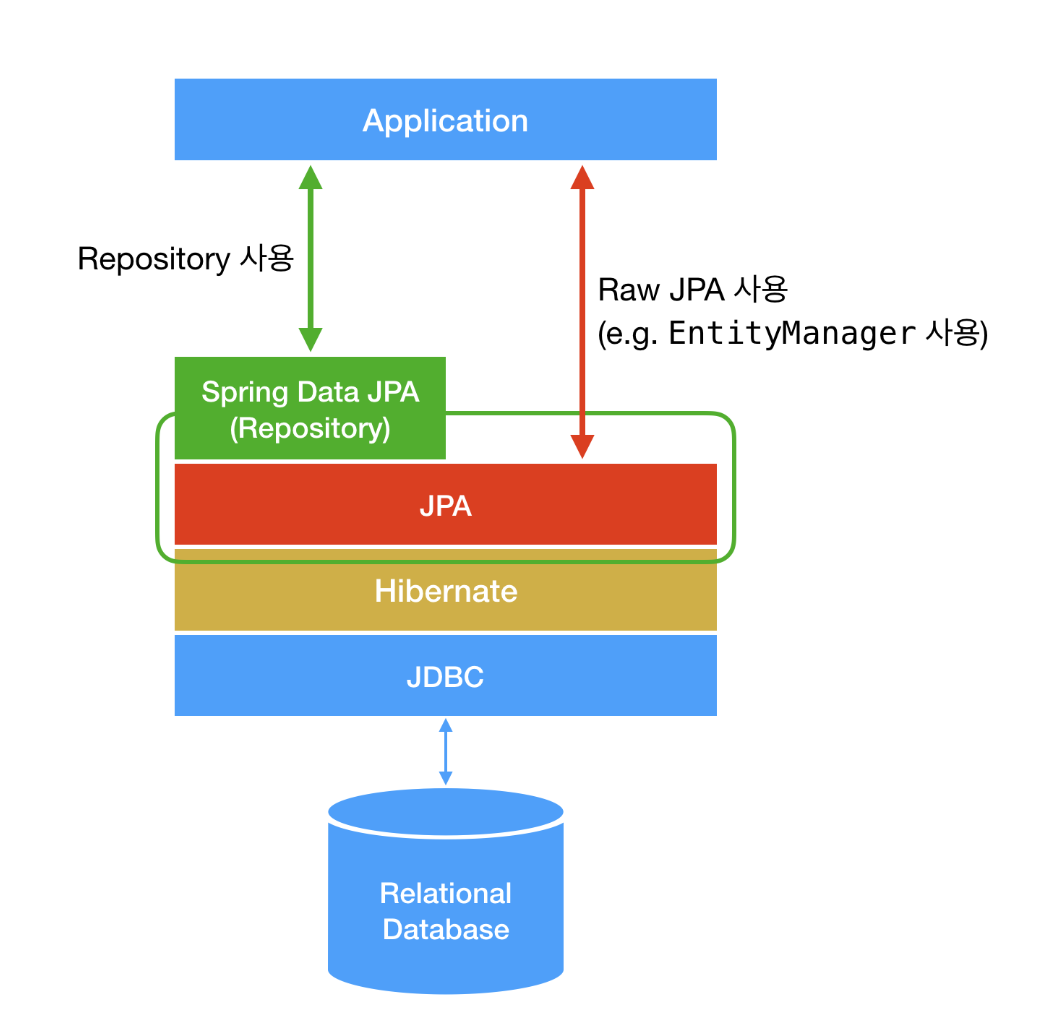 Application
Repository 사용
Raw JPA 사용
(e.g. EntityManager 사용)
Spring Data JPA
(Repository)
JPA
Hibernate
JDBC
Relational
Database